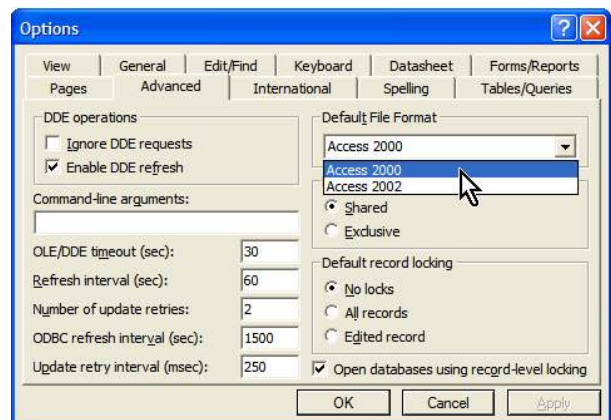 Options
View General Edit/Find Keyboard Datasheet Forms/Reports
Pages Advanced International Spelling Tables/Queries
DDE operations
Ignore DDE requests
Enable DDE refresh
Command-line arguments:
OLE/DDE timeout (sec): 30
Refresh interval (sec): 60
Number of update retries: 2
ODBC refresh interval (sec): 1500
Update retry interval (msec): 250
Default File Format
Access 2000
Access 2000
Access 2002
Shared
Exclusive
Default record locking
No locks
All records
Edited record
Open databases using record-level locking
OK Cancel Apply